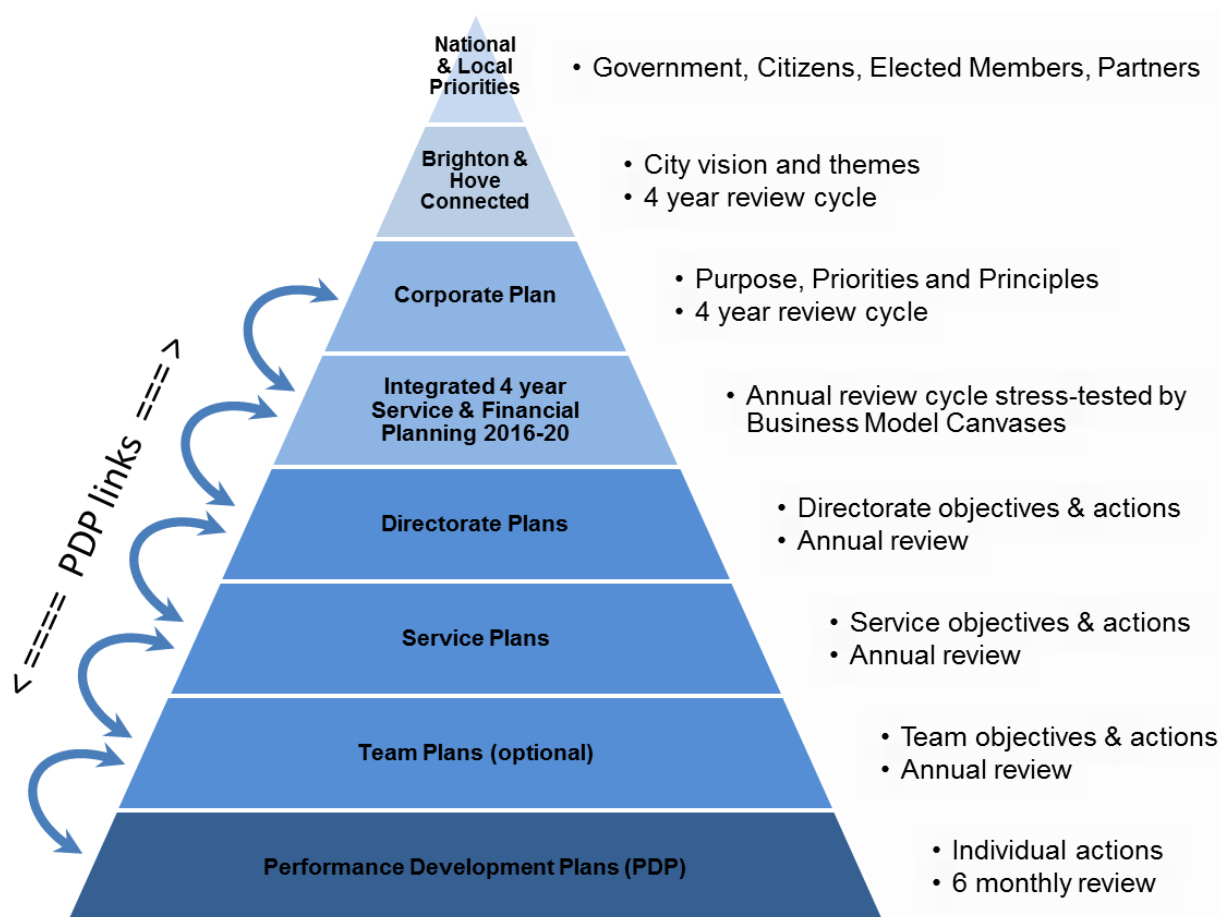 National
& Local
Priorities
• Government, Citizens, Elected Members, Partners
Brighton &
Hove
Connected
• City vision and themes
• 4 year review cycle
Corporate Plan
• Purpose, Priorities and Principles
• 4 year review cycle
Integrated 4 year
Service & Financial
Planning 2016-20
• Annual review cycle stress-tested by
Business Model Canvases
Directorate Plans
• Directorate objectives & actions
• Annual review
Service Plans
• Service objectives & actions
• Annual review
Team Plans (optional)
• Team objectives & actions
• Annual review
Performance Development Plans (PDP)
• Individual actions
• 6 monthly review
<==== PDP links ====>